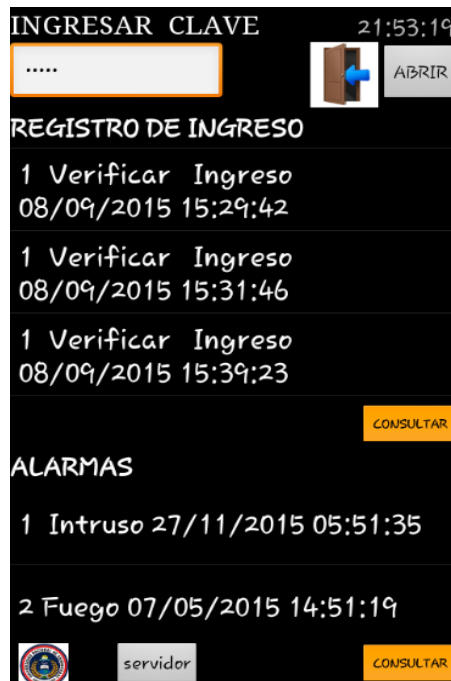 INGRESAR CLAVE 21:53:19
..... ABRIR
REGISTRO DE INGRESO
1 Verificar Ingreso
08/09/2015 15:29:42
1 Verificar Ingreso
08/09/2015 15:31:46
1 Verificar Ingreso
08/09/2015 15:39:23
CONSULTAR
ALARMAS
1 Intruso 27/11/2015 05:51:35
2 Fuego 07/05/2015 14:51:19
servidor CONSULTAR